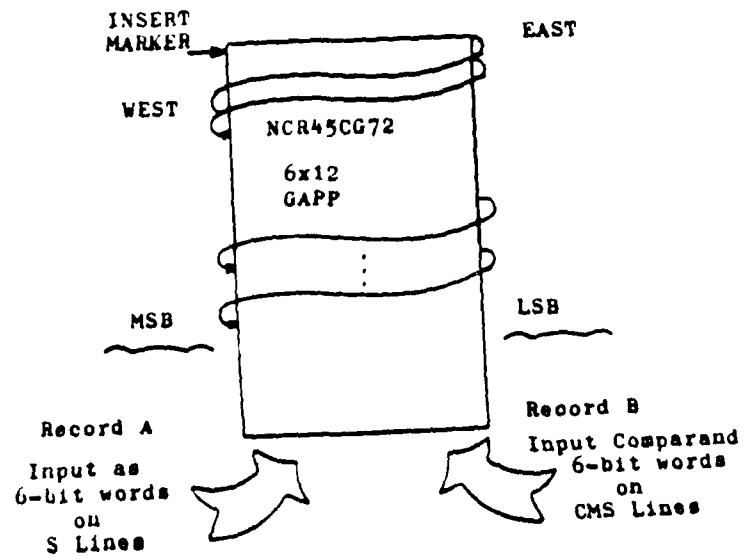 INSERT
MARKER
EAST
WEST
NCR45CG72
6x12
GAPP
MSB
LSB
Record A
Input as
6-bit words
on
S Lines
Record B
Input Comparand
6-bit words
on
CMS Lines